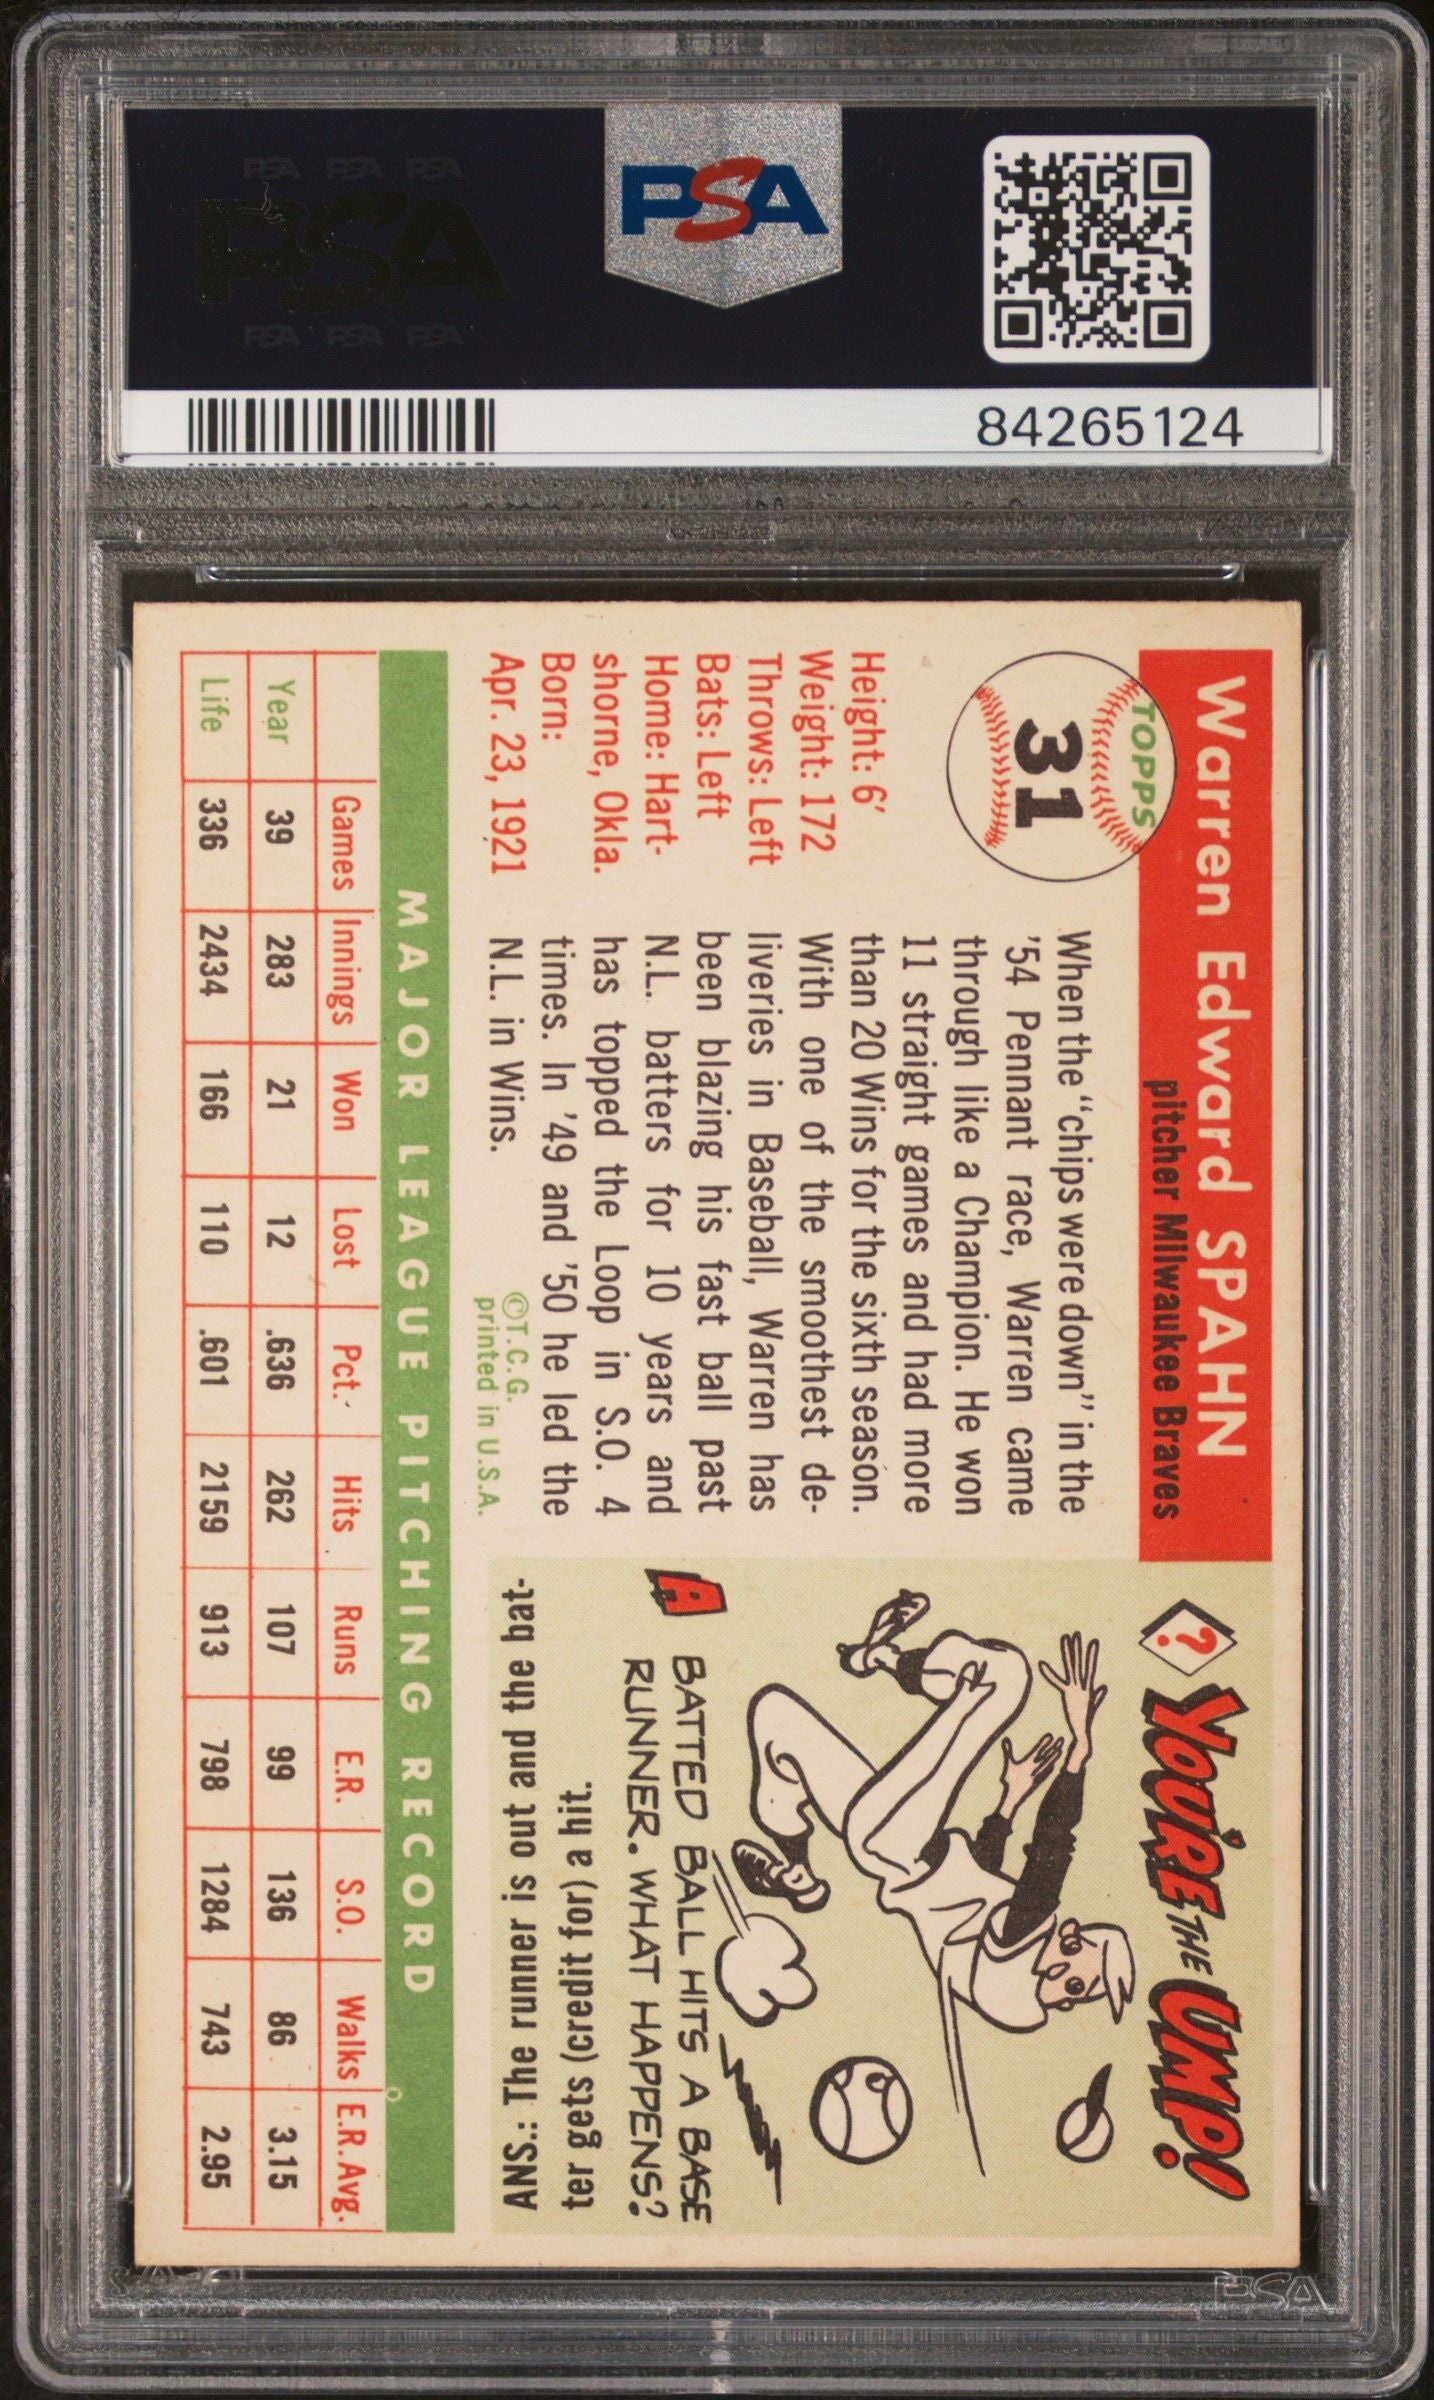 PSA PSA PSA
PSA
PSA PSA PSA
PSA
84265124
TOPPS
31
Warren Edward SPAHN
pitcher Milwaukee Braves
Height: 6'
Weight: 172
Throws: Left
Bats: Left
Home: Hart-
shorne, Okla.
Born:
Apr. 23, 1921
When the "chips were down" in the
'54 Pennant race, Warren came
through like a Champion. He won
11 straight games and had more
than 20 Wins for the sixth season.
With one of the smoothest de-
liveries in Baseball, Warren has
been blazing his fast ball past
N.L. batters for 10 years and
has topped the Loop in S.O. 4
times. In '49 and '50 he led the
N.L. in Wins.
©T.C.G.
printed in U.S.A.
? YOU'RE THE UMP!
A BATTED BALL HITS A BASE
RUNNER. WHAT HAPPENS?
ANS.: The runner is out and the bat-
ter gets (credit for) a hit.
MAJOR LEAGUE PITCHING RECORD
Games Innings Won Lost Pct. Hits Runs E.R. S.O. Walks E.R. Avg.
Year 39 283 21 12 .636 262 107 99 136 86 3.15
Life 336 2434 166 110 .601 2159 913 798 1284 743 2.95
PSA